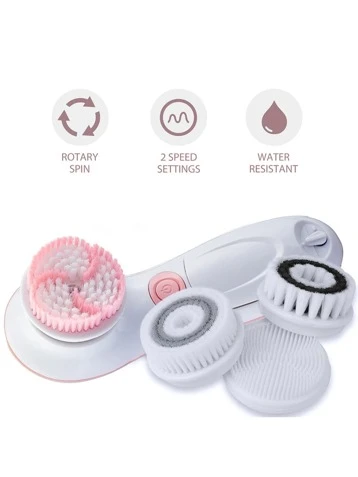 ROTARY
SPIN
2 SPEED
SETTINGS
WATER
RESISTANT